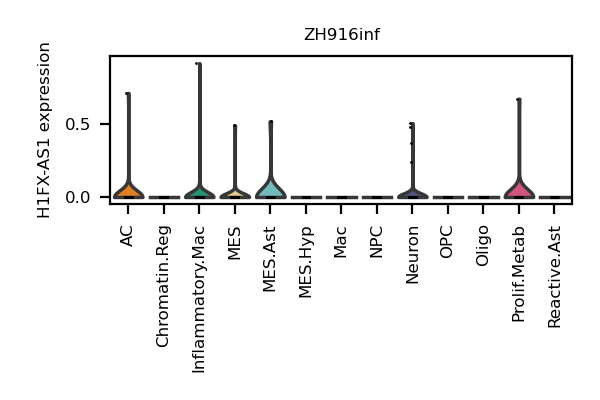 ZH916inf
H1FX-AS1 expression
0.5
0.0
AC
Chromatin.Reg
Inflammatory.Mac
MES
MES.Ast
MES.Hyp
Mac
NPC
Neuron
OPC
Oligo
Prolif.Metab
Reactive.Ast